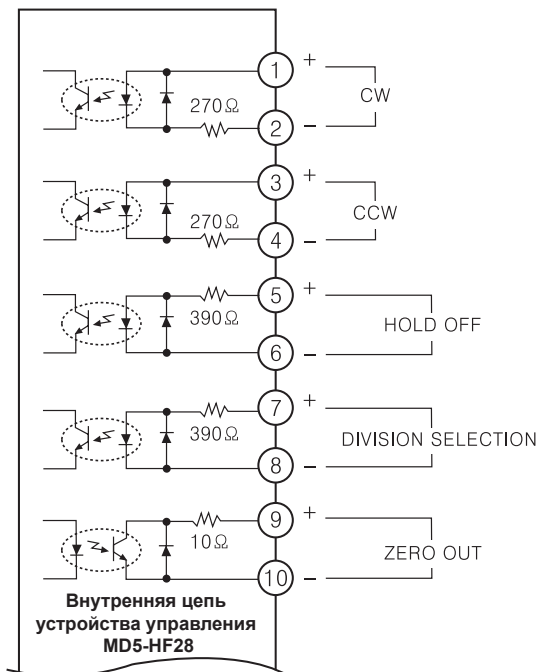 1 +
CW
270Ω
2 −
3 +
CCW
270Ω
4 −
5 +
390Ω
HOLD OFF
6 −
7 +
390Ω
DIVISION SELECTION
8 −
9 +
10Ω
ZERO OUT
10 −
Внутренняя цепь
устройства управления
MD5-HF28